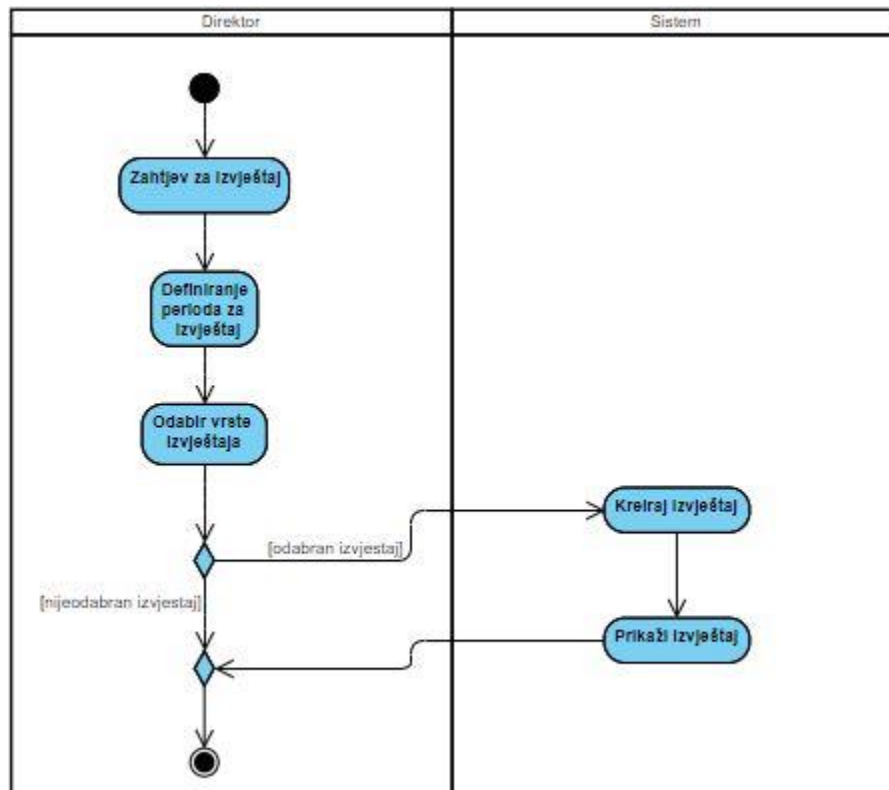 Direktor
Sistem
Zahtjev za izvještaj
Definiranje
perioda za
izvještaj
Odabir vrste
izvještaja
[odabran izvjestaj]
Kreiraj izvještaj
[nijeodabran izvjestaj]
Prikaži izvještaj